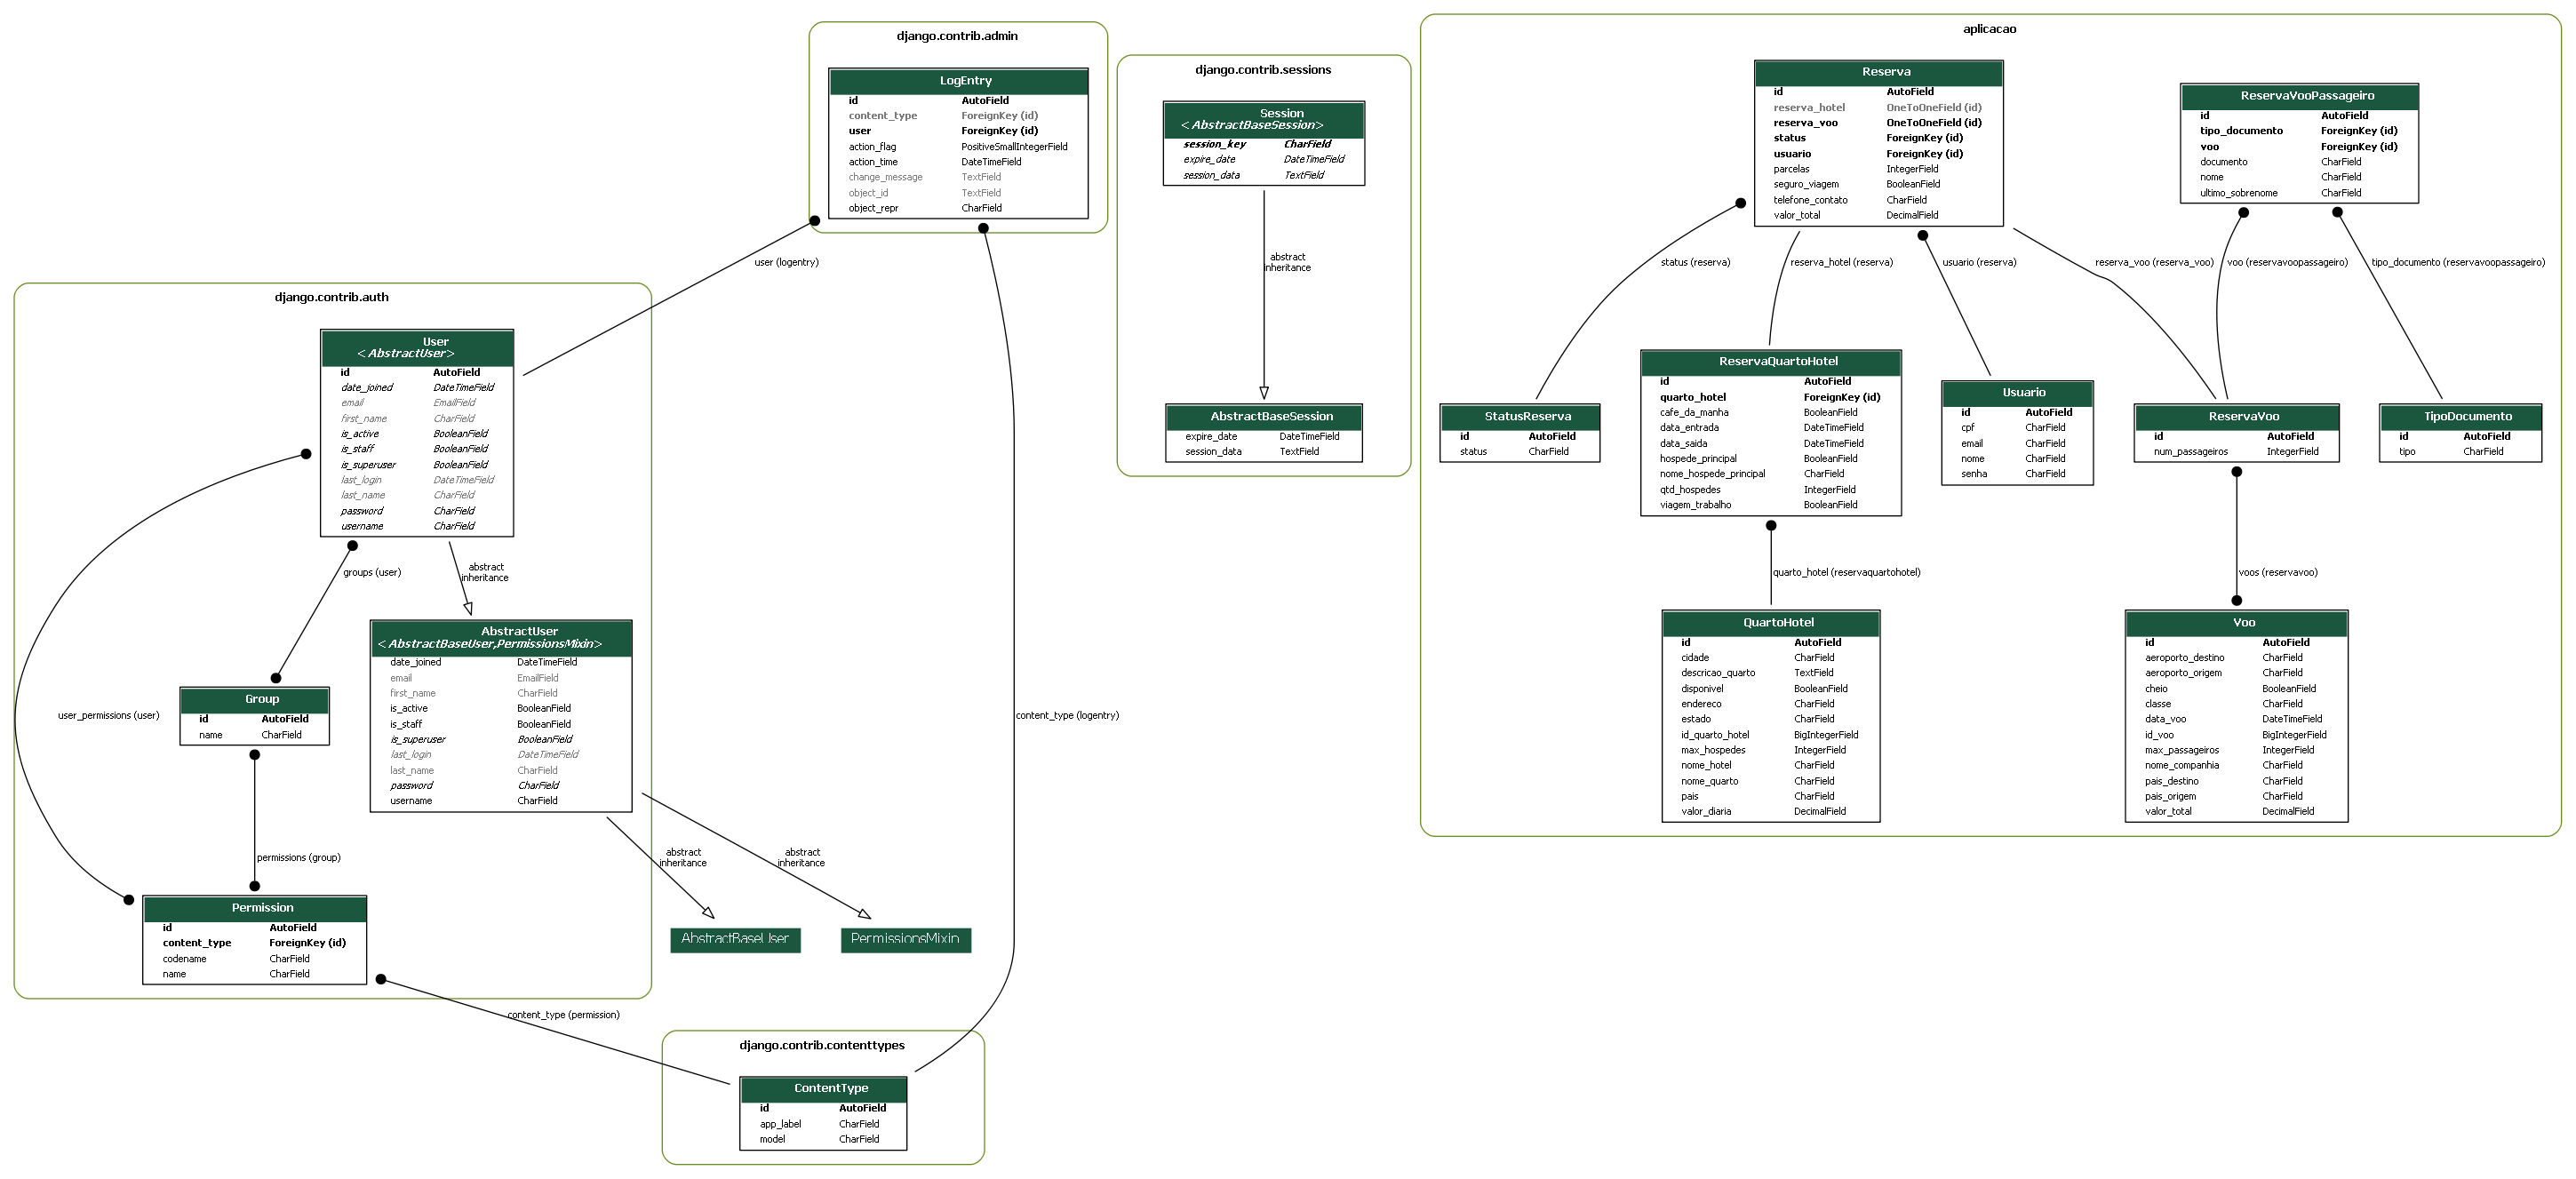 django.contrib.admin
LogEntry
id AutoField
content_type ForeignKey (id)
user ForeignKey (id)
action_flag PositiveSmallIntegerField
action_time DateTimeField
change_message TextField
object_id TextField
object_repr CharField
user (logentry)
content_type (logentry)
django.contrib.auth
User
<AbstractUser>
id AutoField
date_joined DateTimeField
email EmailField
first_name CharField
is_active BooleanField
is_staff BooleanField
is_superuser BooleanField
last_login DateTimeField
last_name CharField
password CharField
username CharField
groups (user)
abstract
inheritance
user_permissions (user)
AbstractUser
<AbstractBaseUser,PermissionsMixin>
date_joined DateTimeField
email EmailField
first_name CharField
is_active BooleanField
is_staff BooleanField
is_superuser BooleanField
last_login DateTimeField
last_name CharField
password CharField
username CharField
Group
id AutoField
name CharField
permissions (group)
Permission
id AutoField
content_type ForeignKey (id)
codename CharField
name CharField
abstract
inheritance
abstract
inheritance
AbstractBaseUser
PermissionsMixin
content_type (permission)
django.contrib.contenttypes
ContentType
id AutoField
app_label CharField
model CharField
django.contrib.sessions
Session
<AbstractBaseSession>
session_key CharField
expire_date DateTimeField
session_data TextField
abstract
inheritance
AbstractBaseSession
expire_date DateTimeField
session_data TextField
aplicacao
Reserva
id AutoField
reserva_hotel OneToOneField (id)
reserva_voo OneToOneField (id)
status ForeignKey (id)
usuario ForeignKey (id)
parcelas IntegerField
seguro_viagem BooleanField
telefone_contato CharField
valor_total DecimalField
ReservaVooPassageiro
id AutoField
tipo_documento ForeignKey (id)
voo ForeignKey (id)
documento CharField
nome CharField
ultimo_sobrenome CharField
status (reserva)
reserva_hotel (reserva)
usuario (reserva)
reserva_voo (reserva_voo)
voo (reservavoopassageiro)
tipo_documento (reservavoopassageiro)
StatusReserva
id AutoField
status CharField
ReservaQuartoHotel
id AutoField
quarto_hotel ForeignKey (id)
cafe_da_manha BooleanField
data_entrada DateTimeField
data_saida DateTimeField
hospede_principal BooleanField
nome_hospede_principal CharField
qtd_hospedes IntegerField
viagem_trabalho BooleanField
Usuario
id AutoField
cpf CharField
email CharField
nome CharField
senha CharField
ReservaVoo
id AutoField
num_passageiros IntegerField
TipoDocumento
id AutoField
tipo CharField
quarto_hotel (reservaquartohotel)
voos (reservavoo)
QuartoHotel
id AutoField
cidade CharField
descricao_quarto TextField
disponivel BooleanField
endereco CharField
estado CharField
id_quarto_hotel BigIntegerField
max_hospedes IntegerField
nome_hotel CharField
nome_quarto CharField
pais CharField
valor_diaria DecimalField
Voo
id AutoField
aeroporto_destino CharField
aeroporto_origem CharField
cheio BooleanField
classe CharField
data_voo DateTimeField
id_voo BigIntegerField
max_passageiros IntegerField
nome_companhia CharField
pais_destino CharField
pais_origem CharField
valor_total DecimalField